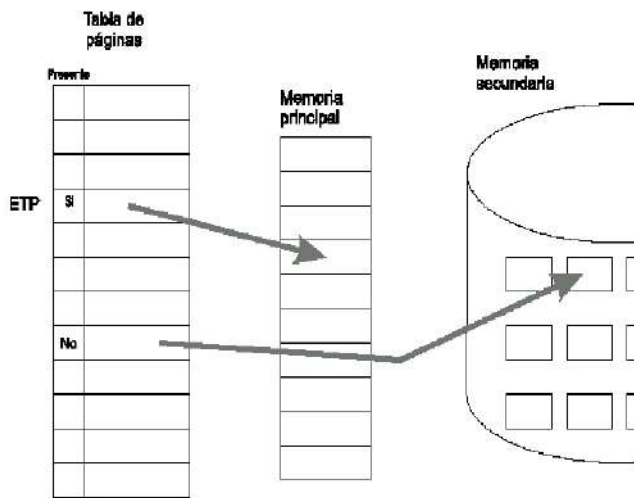 Tabla de
páginas
Presente
Memoria
principal
Memoria
secundaria
ETP
Sí
No